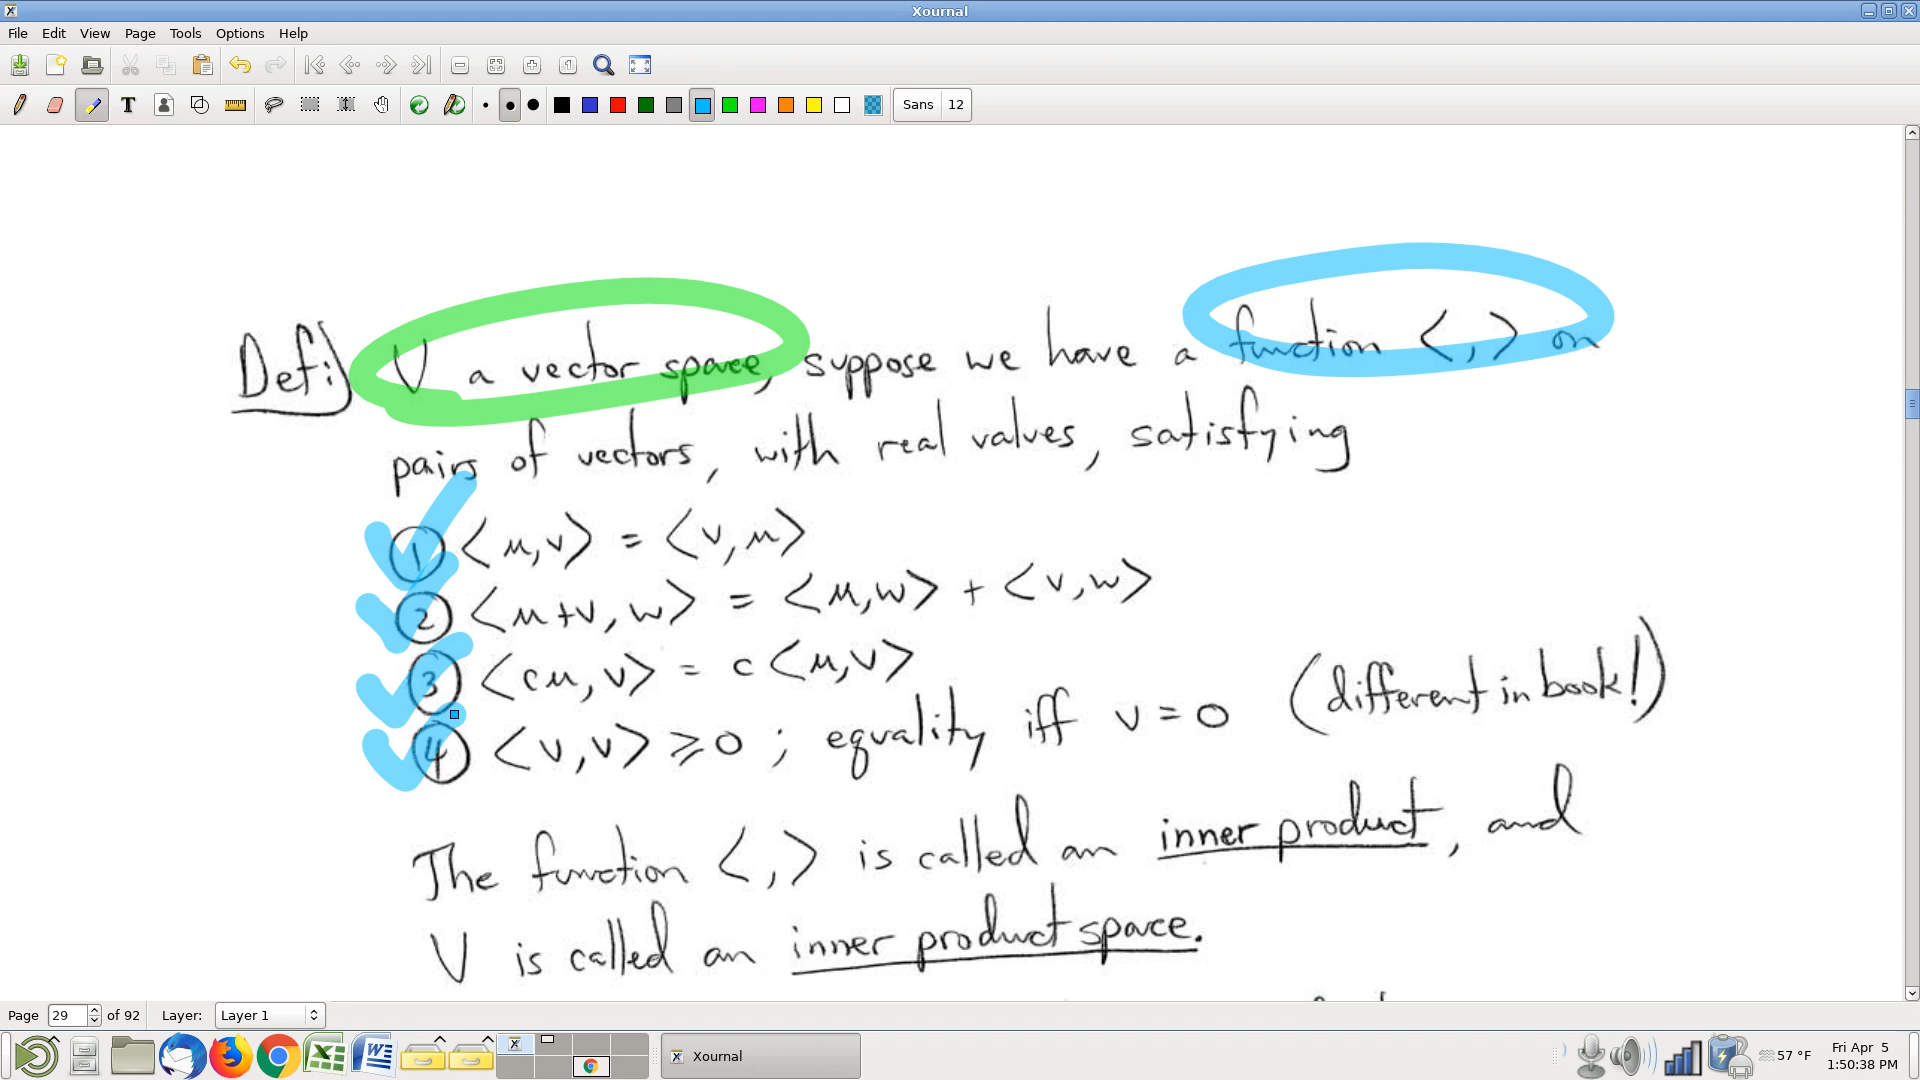 Xournal
File Edit View Page Tools Options Help
Sans 12
Def:) V a vector space, suppose we have a function <,> on
pairs of vectors, with real values, satisfying
① <u,v> = <v,u>
② <u+v, w> = <u,w> + <v,w>
③ <cu, v> = c <u,v>
④ <v,v> ≥0 ; equality iff v=0 (different in book!)
The function <,> is called an inner product, and
V is called an inner product space.
Page 29 of 92 Layer: Layer 1
Xournal
57 °F
Fri Apr 5
1:50:38 PM